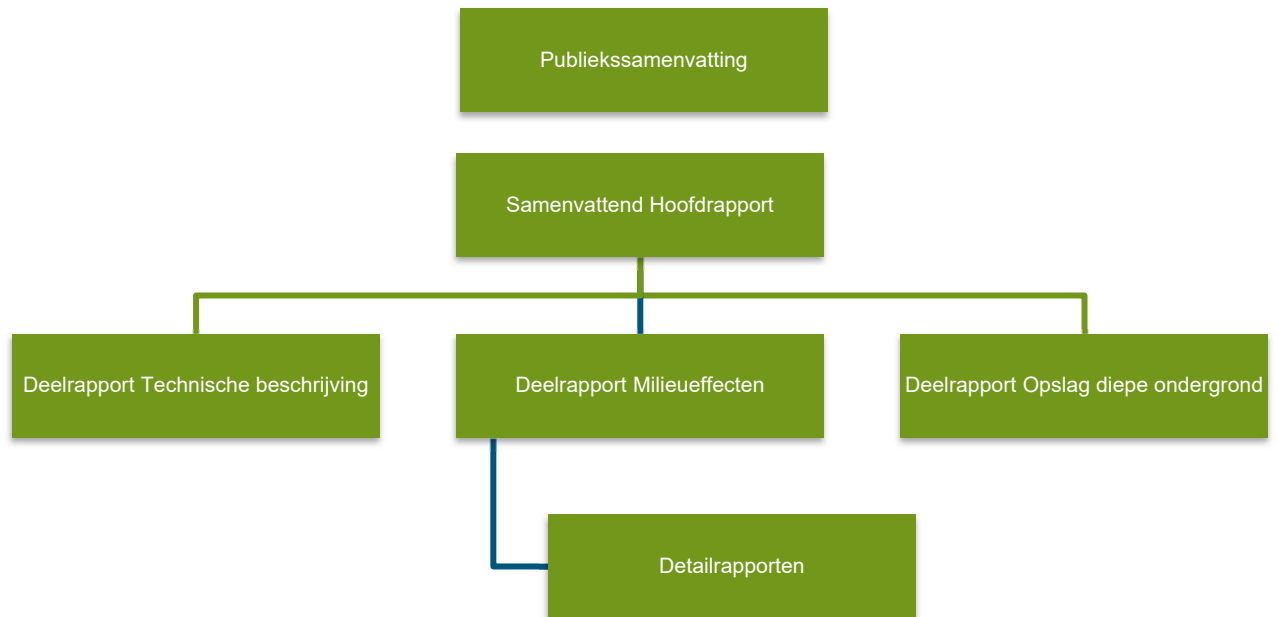 Publiekssamenvatting
Samenvattend Hoofdrapport
Deelrapport Technische beschrijving
Deelrapport Milieueffecten
Deelrapport Opslag diepe ondergrond
Detailrapporten